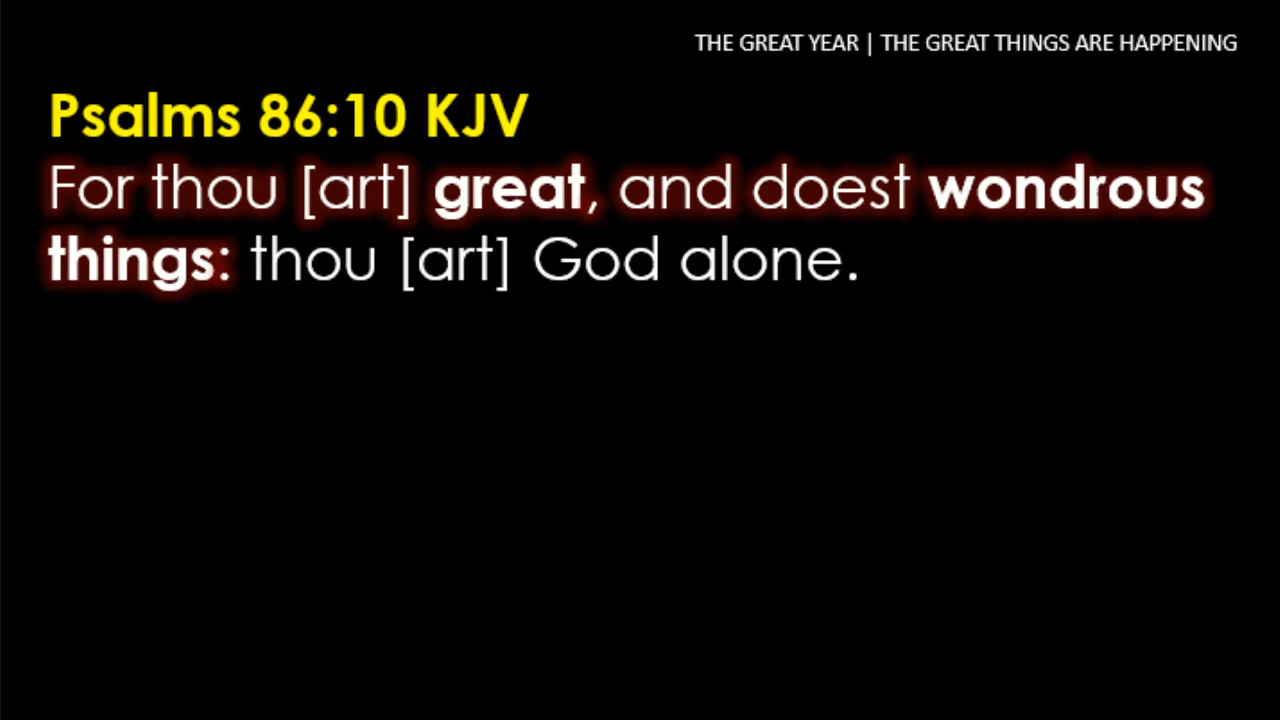 THE GREAT YEAR | THE GREAT THINGS ARE HAPPENING
Psalms 86:10 KJV
For thou [art] great, and doest wondrous
things: thou [art] God alone.